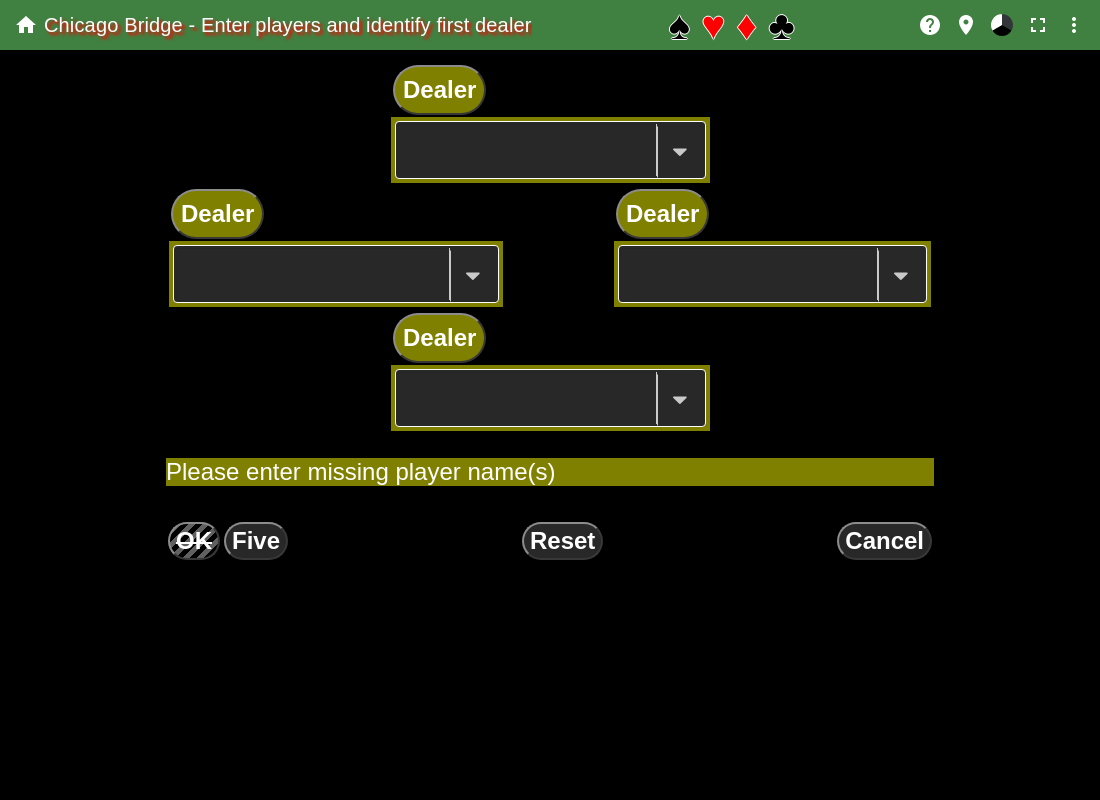 Chicago Bridge - Enter players and identify first dealer ♠ ♥ ♦ ♣
Dealer
Dealer Dealer
Dealer
Please enter missing player name(s)
OK Five Reset Cancel